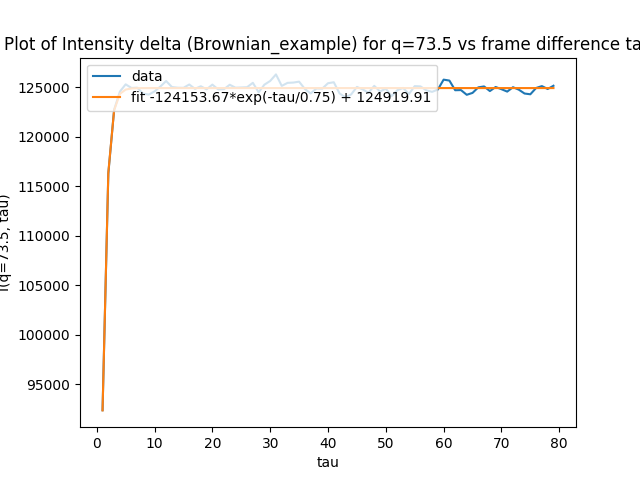 Plot of Intensity delta (Brownian_example) for q=73.5 vs frame difference ta
data
fit -124153.67*exp(-tau/0.75) + 124919.91
I(q=73.5, tau)
125000
120000
115000
110000
105000
100000
95000
0 10 20 30 40 50 60 70 80
tau